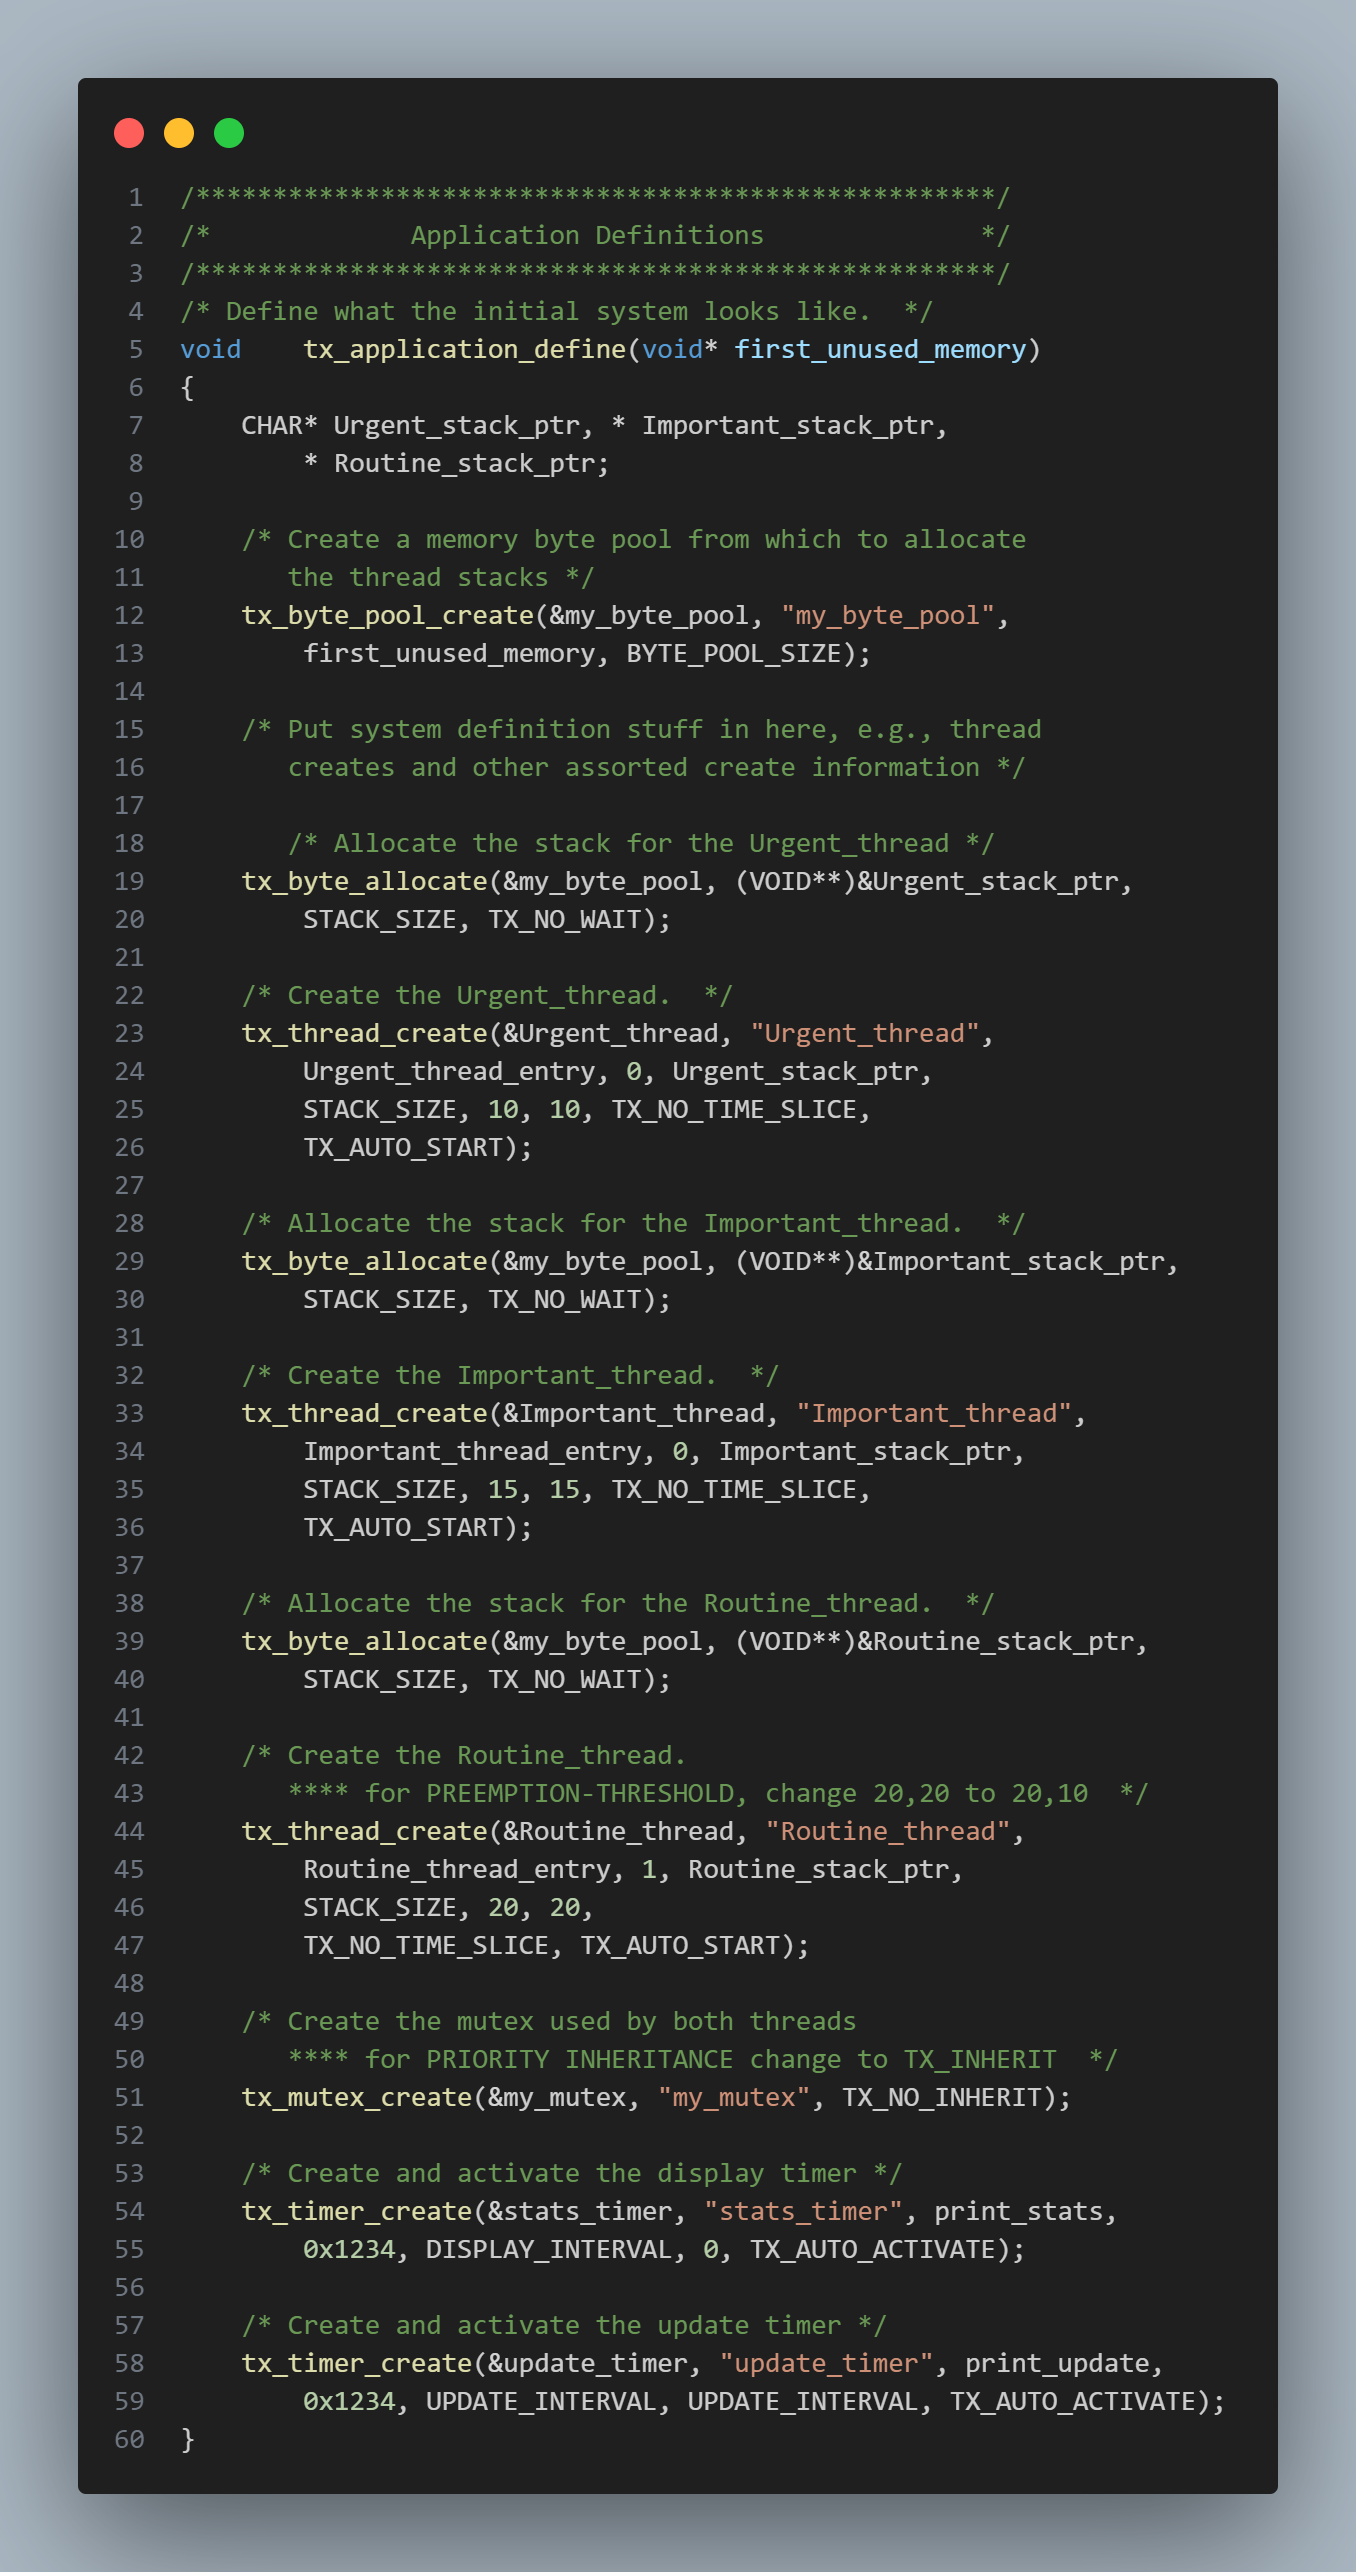 1 /****************************************************/
2 /*             Application Definitions              */
3 /****************************************************/
4 /* Define what the initial system looks like.  */
5 void    tx_application_define(void* first_unused_memory)
6 {
7     CHAR* Urgent_stack_ptr, * Important_stack_ptr,
8         * Routine_stack_ptr;
9
10     /* Create a memory byte pool from which to allocate
11        the thread stacks */
12     tx_byte_pool_create(&my_byte_pool, "my_byte_pool",
13         first_unused_memory, BYTE_POOL_SIZE);
14
15     /* Put system definition stuff in here, e.g., thread
16        creates and other assorted create information */
17
18        /* Allocate the stack for the Urgent_thread */
19     tx_byte_allocate(&my_byte_pool, (VOID**)&Urgent_stack_ptr,
20         STACK_SIZE, TX_NO_WAIT);
21
22     /* Create the Urgent_thread.  */
23     tx_thread_create(&Urgent_thread, "Urgent_thread",
24         Urgent_thread_entry, 0, Urgent_stack_ptr,
25         STACK_SIZE, 10, 10, TX_NO_TIME_SLICE,
26         TX_AUTO_START);
27
28     /* Allocate the stack for the Important_thread.  */
29     tx_byte_allocate(&my_byte_pool, (VOID**)&Important_stack_ptr,
30         STACK_SIZE, TX_NO_WAIT);
31
32     /* Create the Important_thread.  */
33     tx_thread_create(&Important_thread, "Important_thread",
34         Important_thread_entry, 0, Important_stack_ptr,
35         STACK_SIZE, 15, 15, TX_NO_TIME_SLICE,
36         TX_AUTO_START);
37
38     /* Allocate the stack for the Routine_thread.  */
39     tx_byte_allocate(&my_byte_pool, (VOID**)&Routine_stack_ptr,
40         STACK_SIZE, TX_NO_WAIT);
41
42     /* Create the Routine_thread.
43        **** for PREEMPTION-THRESHOLD, change 20,20 to 20,10  */
44     tx_thread_create(&Routine_thread, "Routine_thread",
45         Routine_thread_entry, 1, Routine_stack_ptr,
46         STACK_SIZE, 20, 20,
47         TX_NO_TIME_SLICE, TX_AUTO_START);
48
49     /* Create the mutex used by both threads
50        **** for PRIORITY INHERITANCE change to TX_INHERIT  */
51     tx_mutex_create(&my_mutex, "my_mutex", TX_NO_INHERIT);
52
53     /* Create and activate the display timer */
54     tx_timer_create(&stats_timer, "stats_timer", print_stats,
55         0x1234, DISPLAY_INTERVAL, 0, TX_AUTO_ACTIVATE);
56
57     /* Create and activate the update timer */
58     tx_timer_create(&update_timer, "update_timer", print_update,
59         0x1234, UPDATE_INTERVAL, UPDATE_INTERVAL, TX_AUTO_ACTIVATE);
60 }